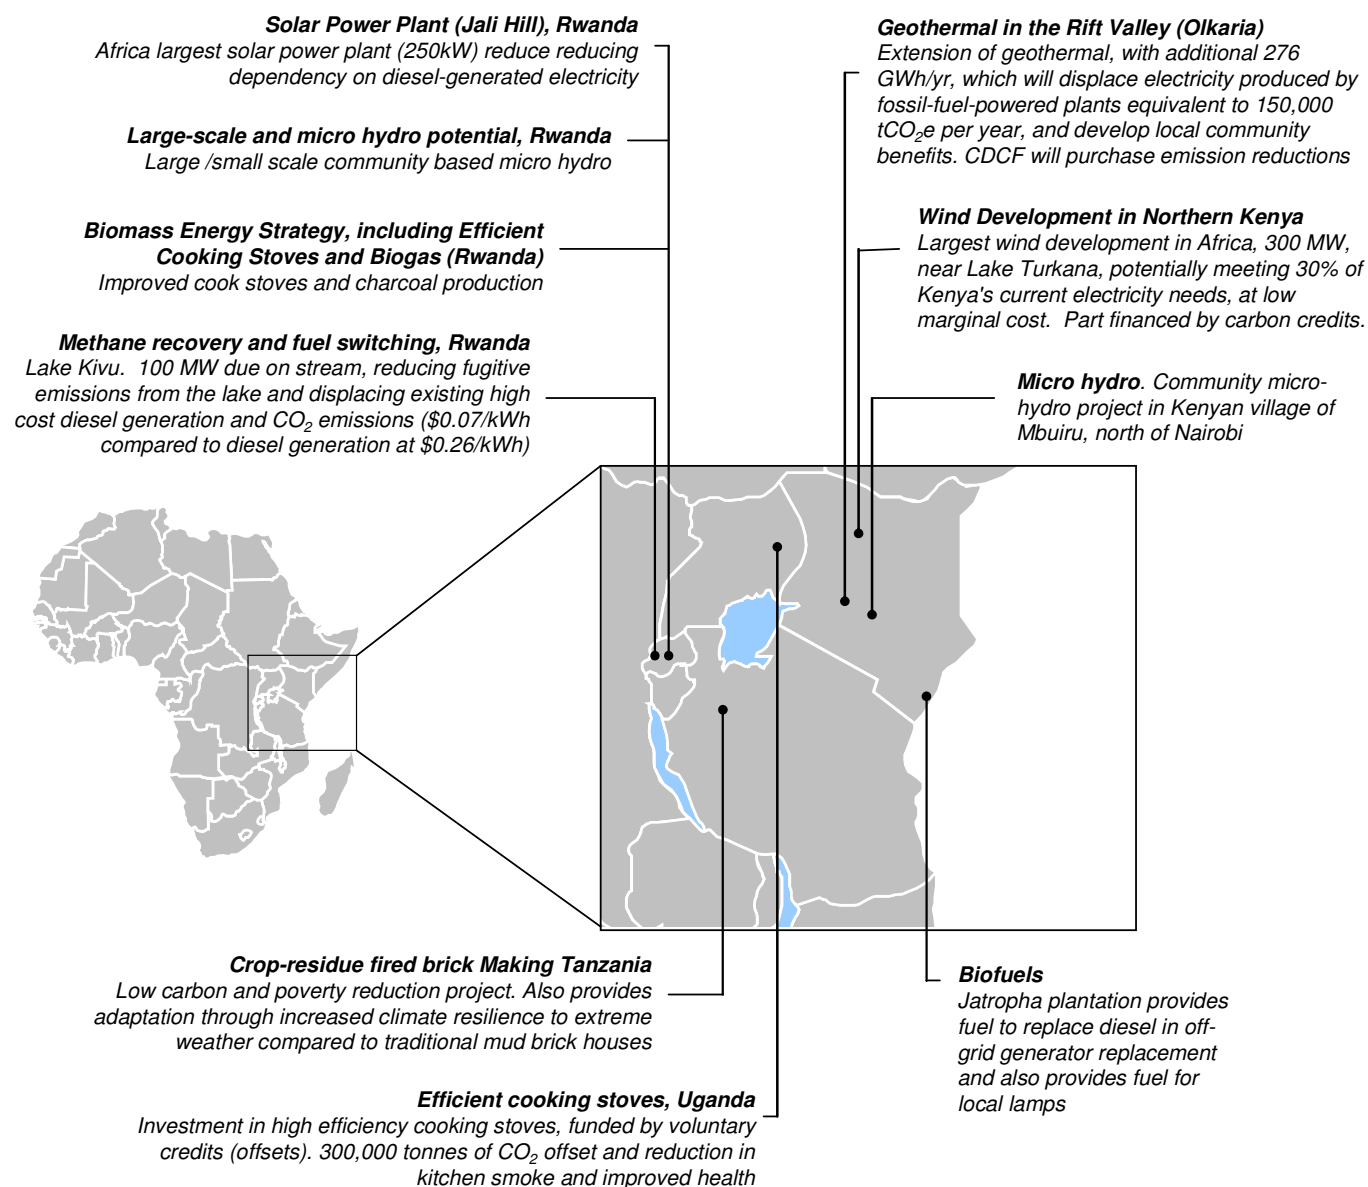 Solar Power Plant (Jali Hill), Rwanda
Africa largest solar power plant (250kW) reduce reducing
dependency on diesel-generated electricity
Large-scale and micro hydro potential, Rwanda
Large /small scale community based micro hydro
Biomass Energy Strategy, including Efficient
Cooking Stoves and Biogas (Rwanda)
Improved cook stoves and charcoal production
Methane recovery and fuel switching, Rwanda
Lake Kivu.  100 MW due on stream, reducing fugitive
emissions from the lake and displacing existing high
cost diesel generation and CO₂ emissions ($0.07/kWh
compared to diesel generation at $0.26/kWh)
Geothermal in the Rift Valley (Olkaria)
Extension of geothermal, with additional 276
GWh/yr, which will displace electricity produced by
fossil-fuel-powered plants equivalent to 150,000
tCO₂e per year, and develop local community
benefits. CDCF will purchase emission reductions
Wind Development in Northern Kenya
Largest wind development in Africa, 300 MW,
near Lake Turkana, potentially meeting 30% of
Kenya's current electricity needs, at low
marginal cost.  Part financed by carbon credits.
Micro hydro. Community micro-
hydro project in Kenyan village of
Mbuiru, north of Nairobi
Crop-residue fired brick Making Tanzania
Low carbon and poverty reduction project. Also provides
adaptation through increased climate resilience to extreme
weather compared to traditional mud brick houses
Efficient cooking stoves, Uganda
Investment in high efficiency cooking stoves, funded by voluntary
credits (offsets). 300,000 tonnes of CO₂ offset and reduction in
kitchen smoke and improved health
Biofuels
Jatropha plantation provides
fuel to replace diesel in off-
grid generator replacement
and also provides fuel for
local lamps